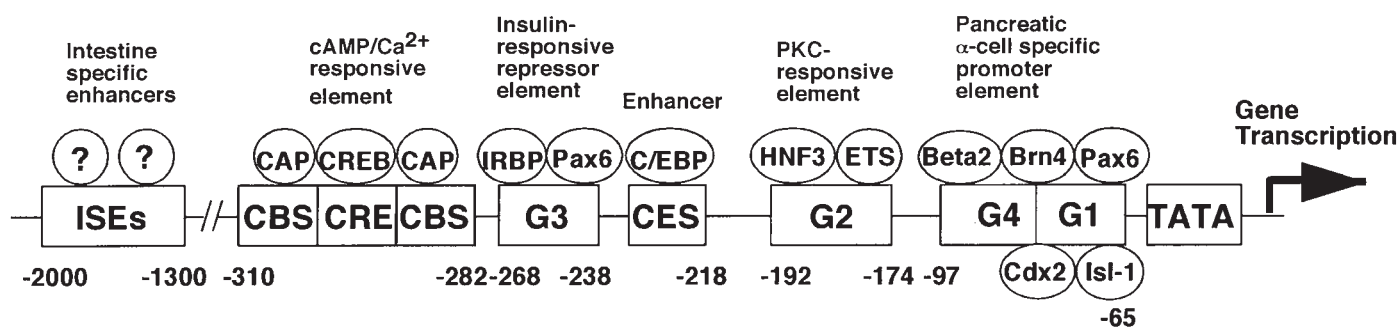 Intestine
specific
enhancers
cAMP/Ca2+
responsive
element
Insulin-
responsive
repressor
element
Enhancer
PKC-
responsive
element
Pancreatic
α-cell specific
promoter
element
Gene
Transcription
? ? CAP CREB CAP IRBP Pax6 C/EBP HNF3 ETS Beta2 Brn4 Pax6
ISEs CBS CRE CBS G3 CES G2 G4 G1 TATA
Cdx2 Isl-1
-2000 -1300 -310 -282 -268 -238 -218 -192 -174 -97
-65